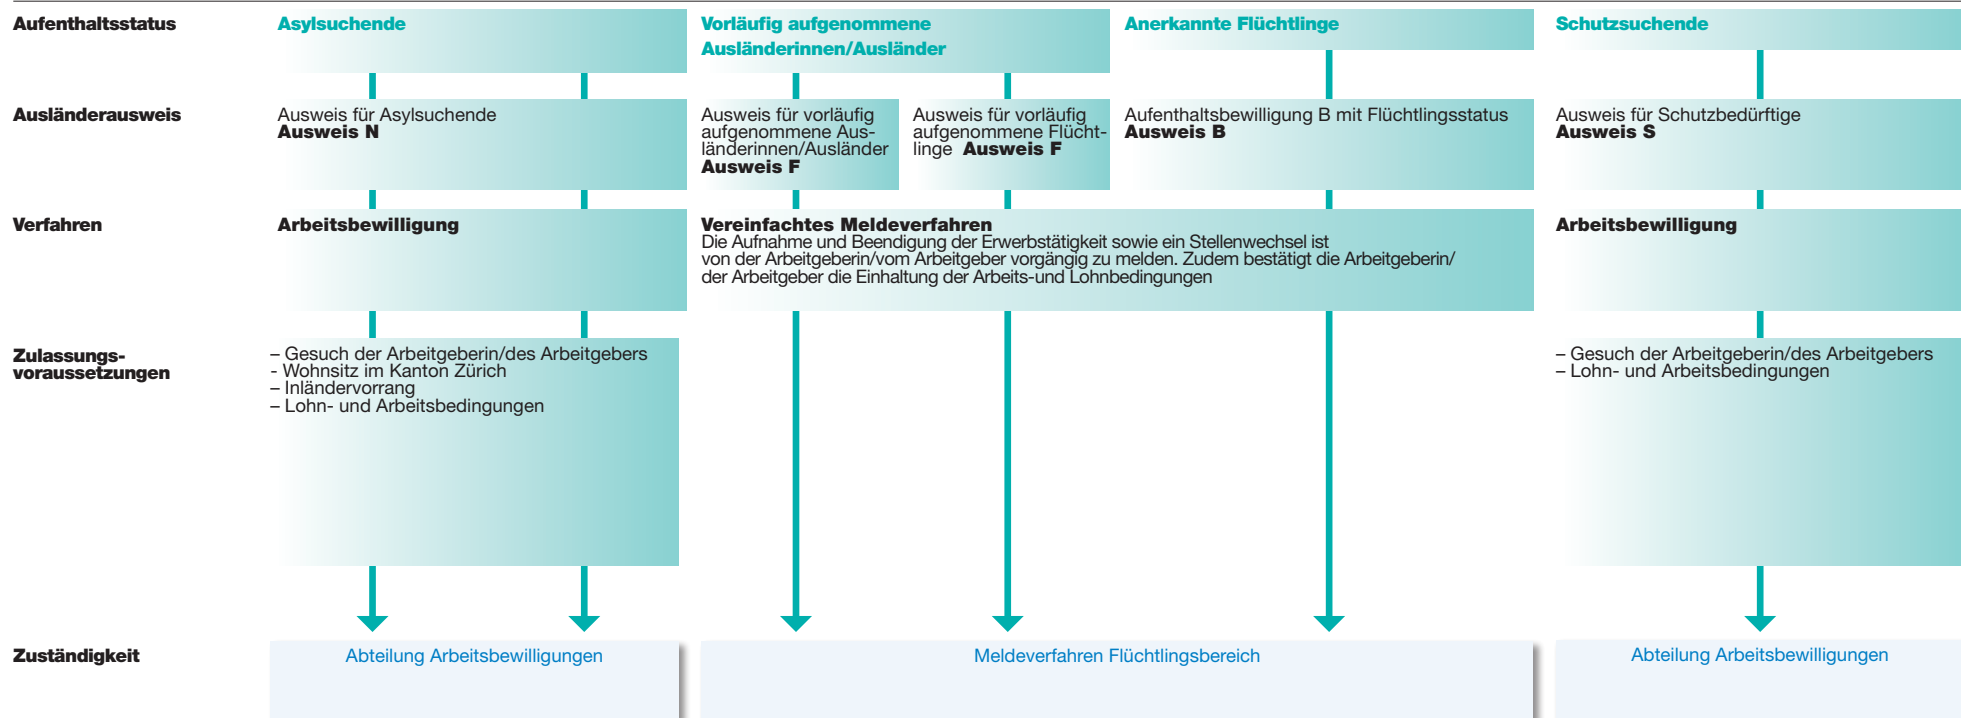 Aufenthaltsstatus
Asylsuchende
Vorläufig aufgenommene
Ausländerinnen/Ausländer
Anerkannte Flüchtlinge
Schutzsuchende
Ausländerausweis
Ausweis für Asylsuchende
Ausweis N
Ausweis für vorläufig
aufgenommene Aus-
länderinnen/Ausländer
Ausweis F
Ausweis für vorläufig
aufgenommene Flücht-
linge Ausweis F
Aufenthaltsbewilligung B mit Flüchtlingsstatus
Ausweis B
Ausweis für Schutzbedürftige
Ausweis S
Verfahren
Arbeitsbewilligung
Vereinfachtes Meldeverfahren
Die Aufnahme und Beendigung der Erwerbstätigkeit sowie ein Stellenwechsel ist
von der Arbeitgeberin/vom Arbeitgeber vorgängig zu melden. Zudem bestätigt die Arbeitgeberin/
der Arbeitgeber die Einhaltung der Arbeits-und Lohnbedingungen
Arbeitsbewilligung
Zulassungs-
voraussetzungen
– Gesuch der Arbeitgeberin/des Arbeitgebers
- Wohnsitz im Kanton Zürich
– Inländervorrang
– Lohn- und Arbeitsbedingungen
– Gesuch der Arbeitgeberin/des Arbeitgebers
– Lohn- und Arbeitsbedingungen
Zuständigkeit
Abteilung Arbeitsbewilligungen
Meldeverfahren Flüchtlingsbereich
Abteilung Arbeitsbewilligungen